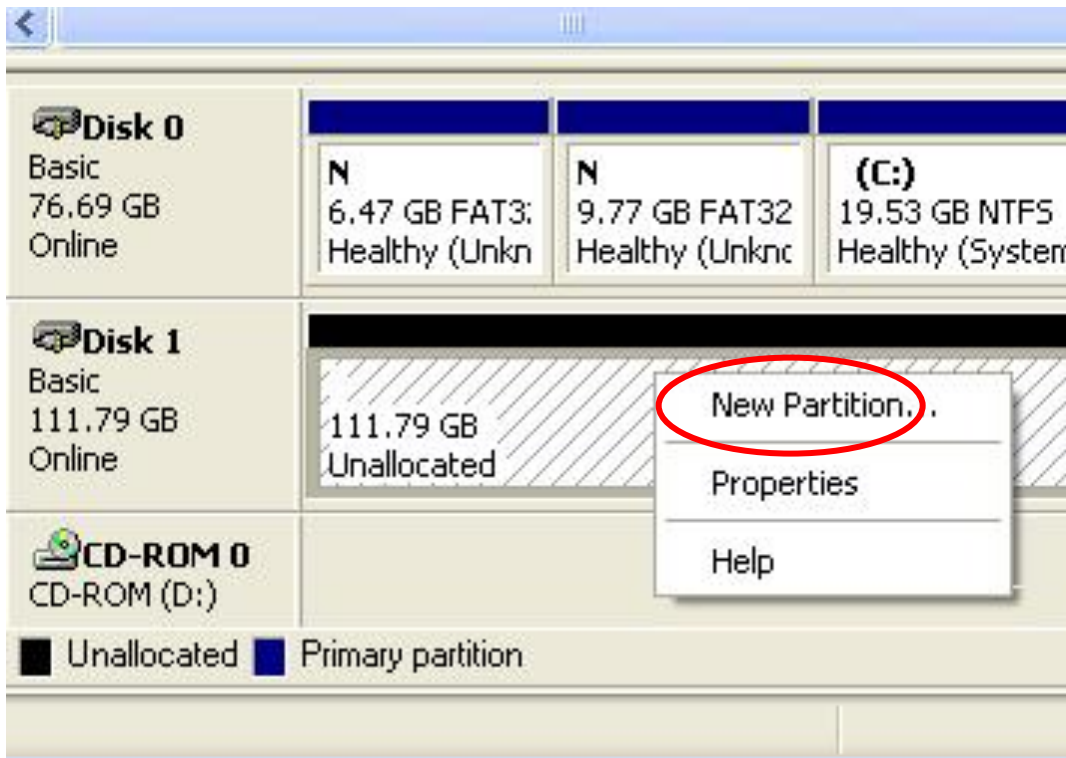 Disk 0
Basic
76.69 GB
Online
N
6.47 GB FAT3
Healthy (Unkn
N
9.77 GB FAT32
Healthy (Unknc
(C:)
19.53 GB NTFS
Healthy (System
Disk 1
Basic
111.79 GB
Online
111.79 GB
Unallocated
New Partition...
Properties
Help
CD-ROM 0
CD-ROM (D:)
Unallocated
Primary partition